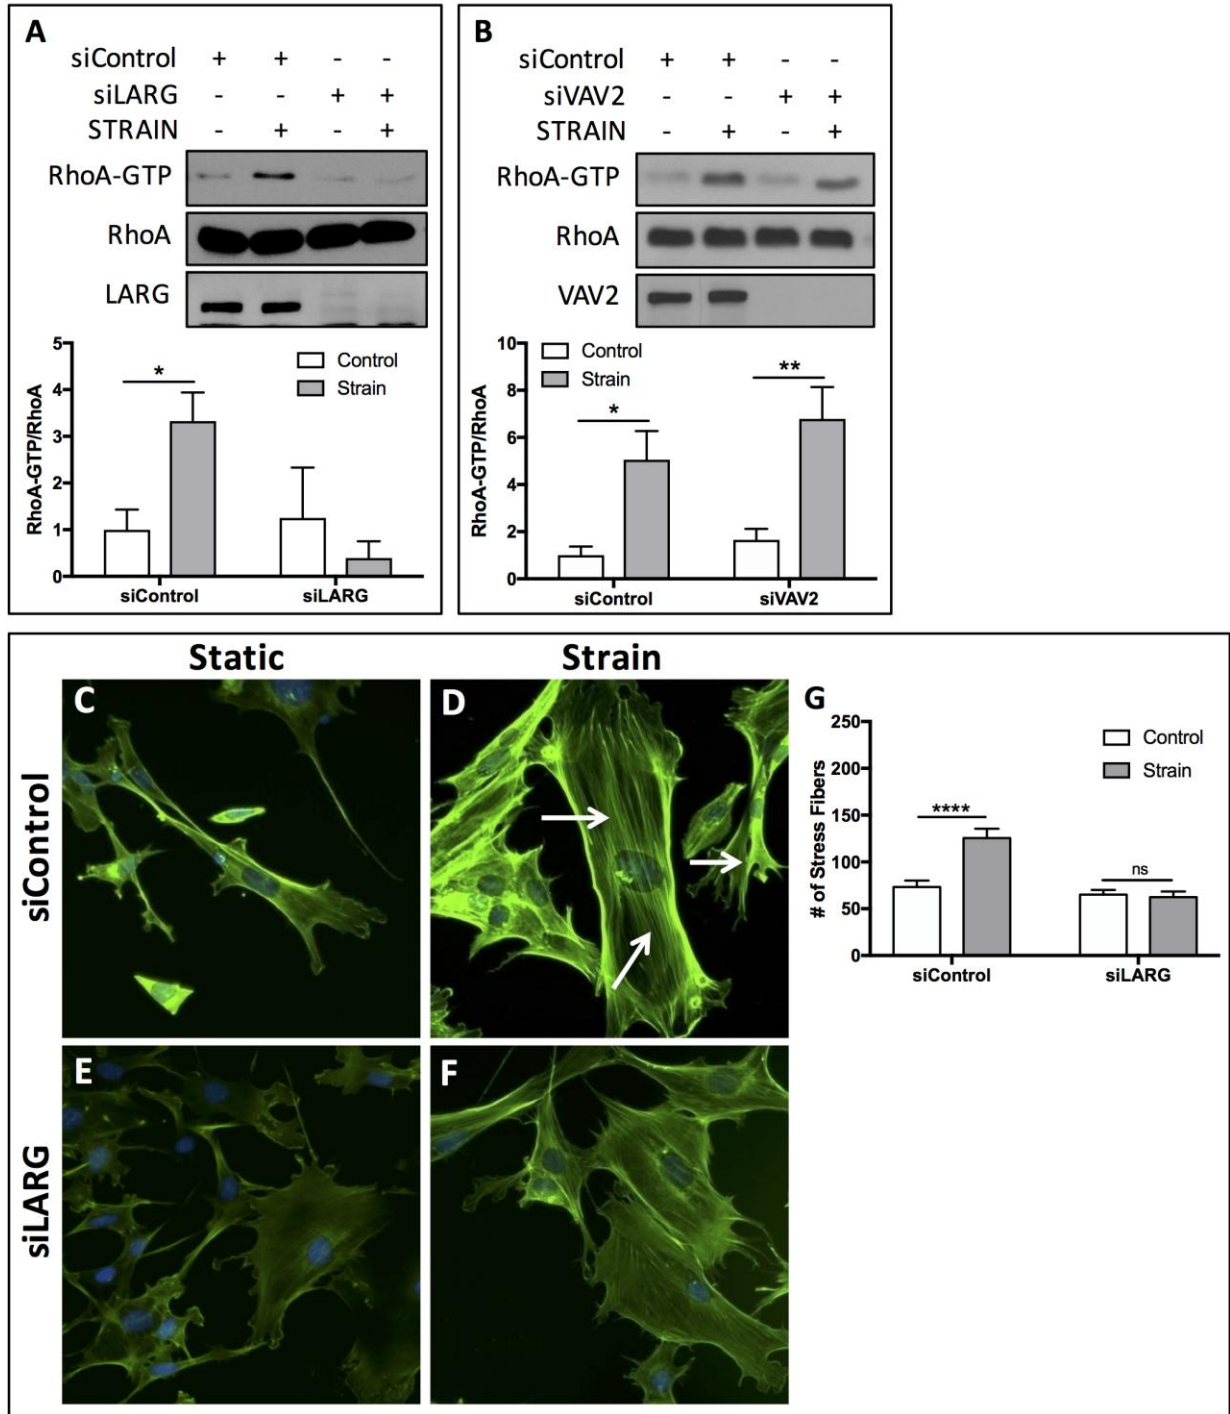 A
siControl + + - -
siLARG - - + +
STRAIN - + - +
RhoA-GTP
RhoA
LARG
5
4
3
2
1
0
RhoA-GTP/RhoA
*
Control
Strain
siControl siLARG
B
siControl + + - -
siVAV2 - - + +
STRAIN - + - +
RhoA-GTP
RhoA
VAV2
10
8
6
4
2
0
RhoA-GTP/RhoA
Control
Strain
*
**
siControl siVAV2
Static Strain
siControl
C
D
siLARG
E
F
G
250
200
150
100
50
0
# of Stress Fibers
Control
Strain
****
ns
siControl siLARG